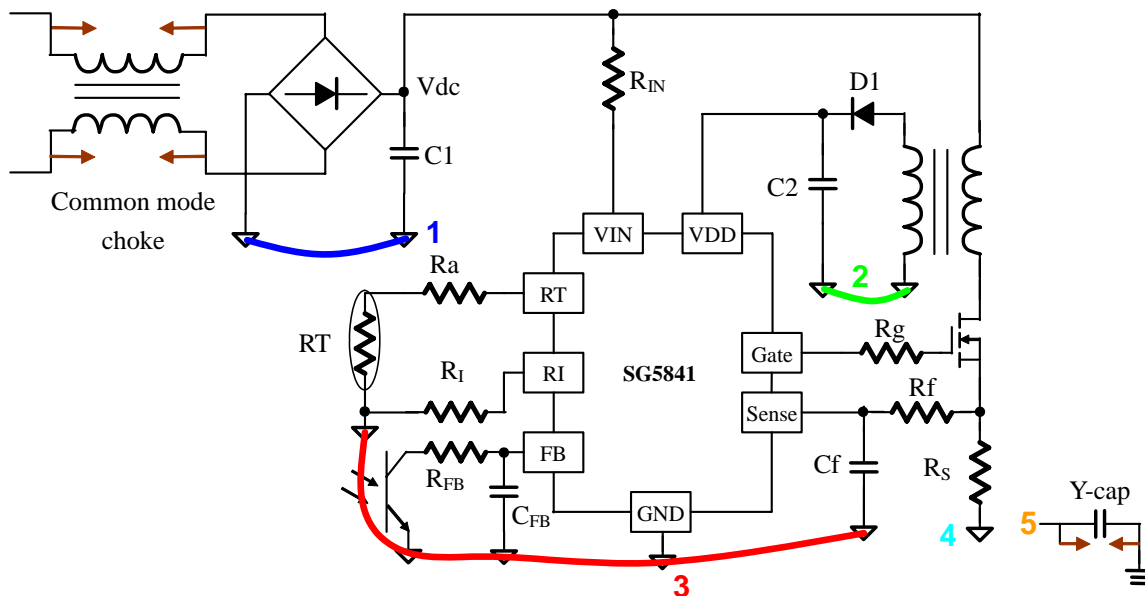 Vdc
R_IN
D1
C1
C2
Common mode
choke
1
VIN
VDD
Ra
2
RT
RT
Rg
Gate
R_I
RI
SG5841
Rf
Sense
R_FB
FB
Cf
R_S
C_FB
GND
Y-cap
4
5
3